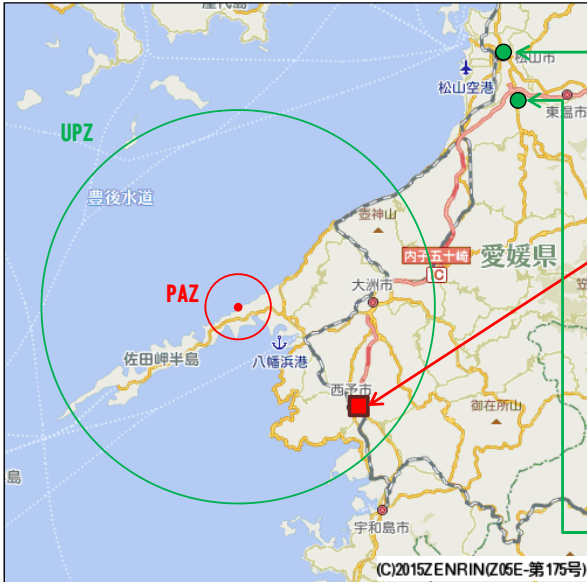 松山市
松山空港
東温市
UPZ
豊後水道
壺神山
内子五十崎
愛媛県
C
PAZ
大洲市
佐田岬半島
八幡浜港
西予市
御在所山
島
宇和島市
(C)2015ZENRIN(Z05E-第175号)